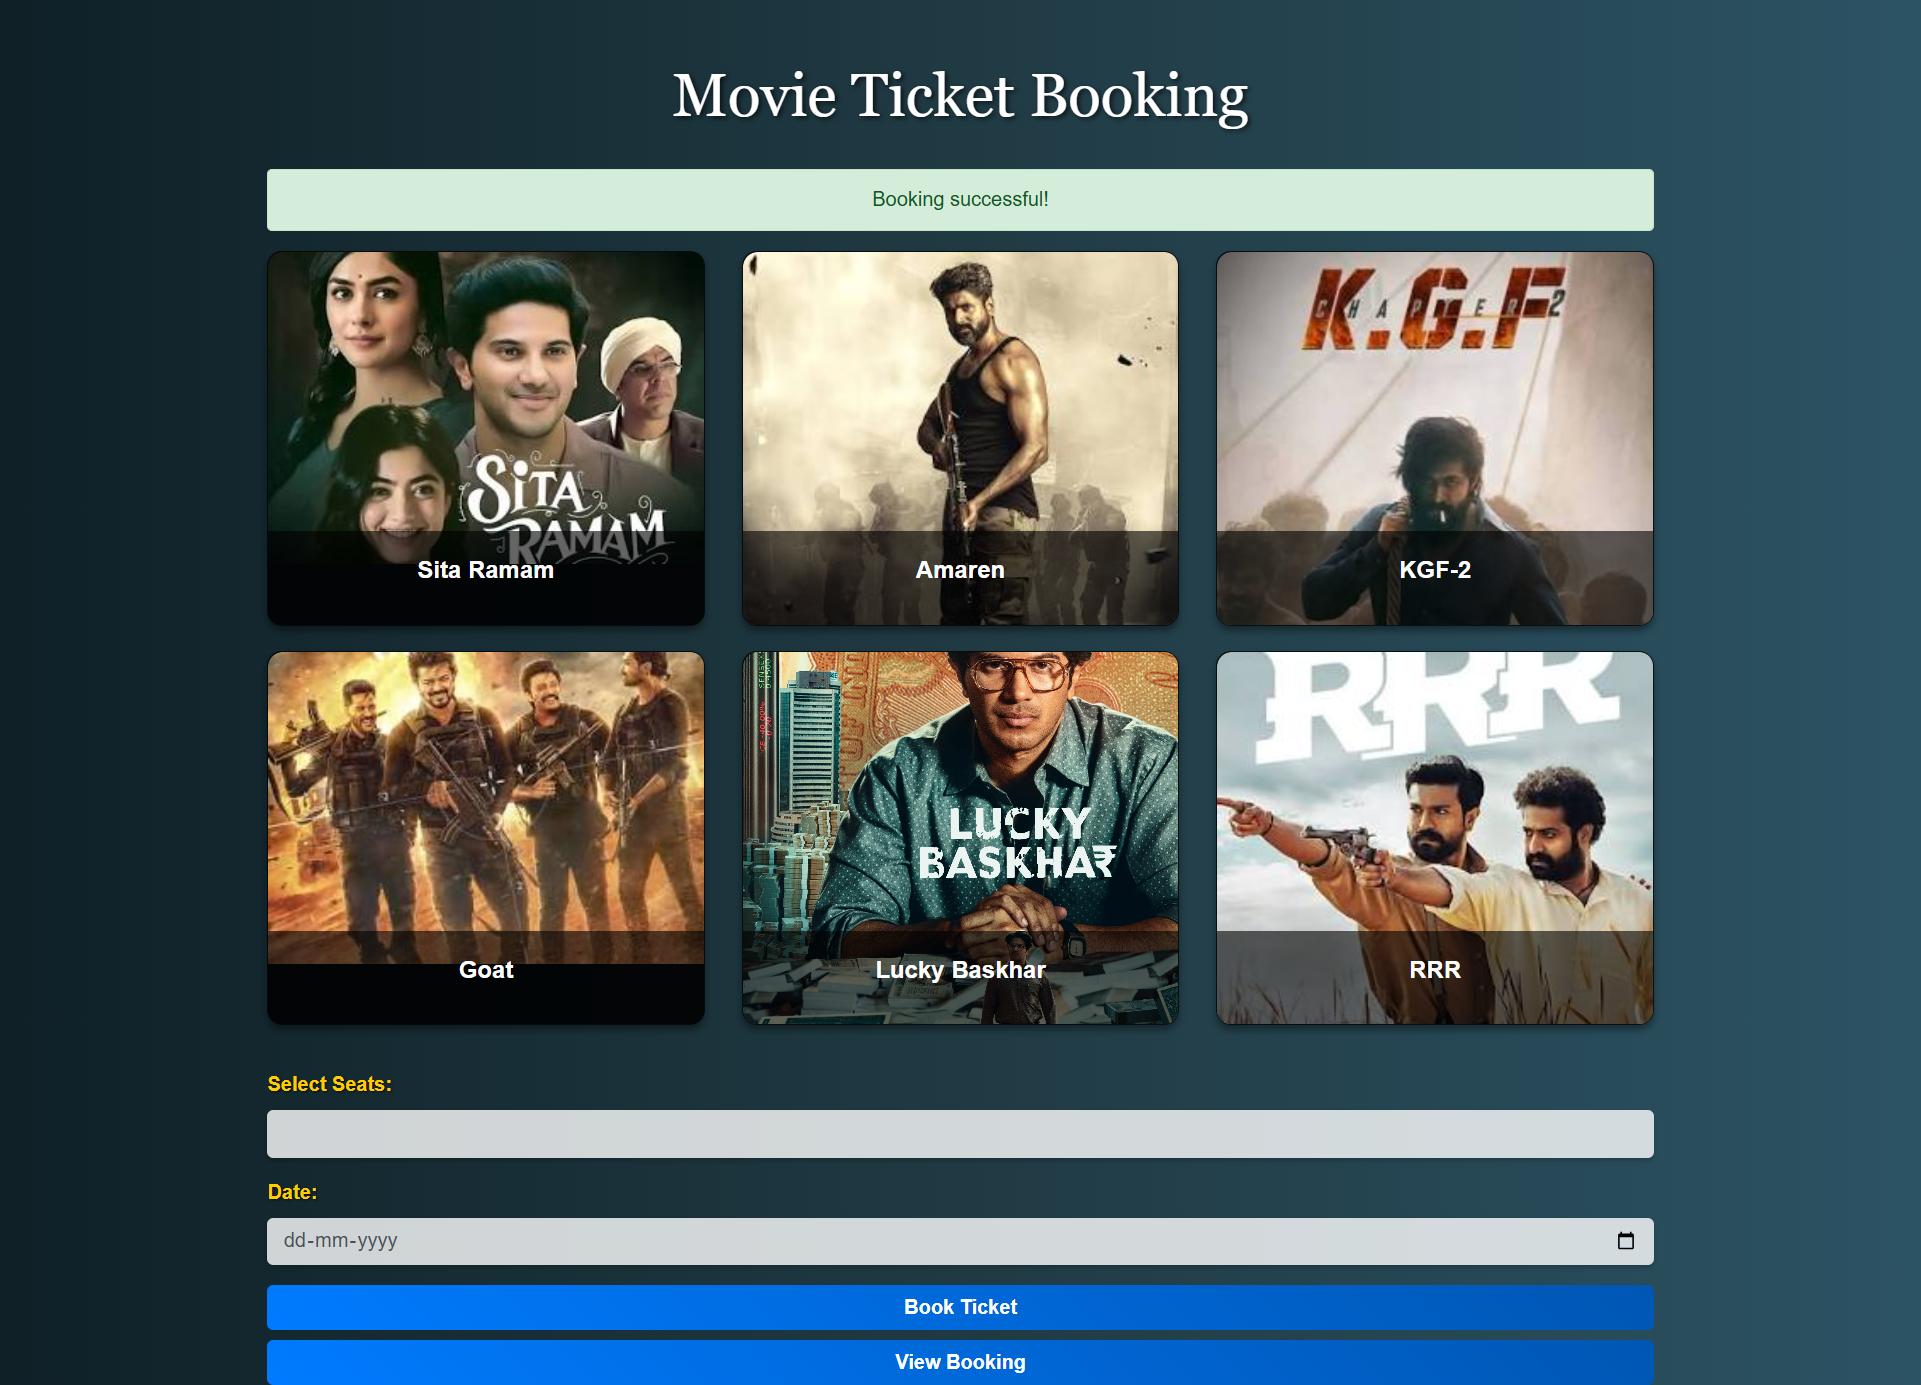 Movie Ticket Booking
Booking successful!
SiTA
RAMAM
Sita Ramam
Amaren
K.G.F
CHAPTER 2
KGF-2
Goat
LUCKY
BASKHA₹
Lucky Baskhar
RRR
RRR
Select Seats:
Date:
dd-mm-yyyy
Book Ticket
View Booking